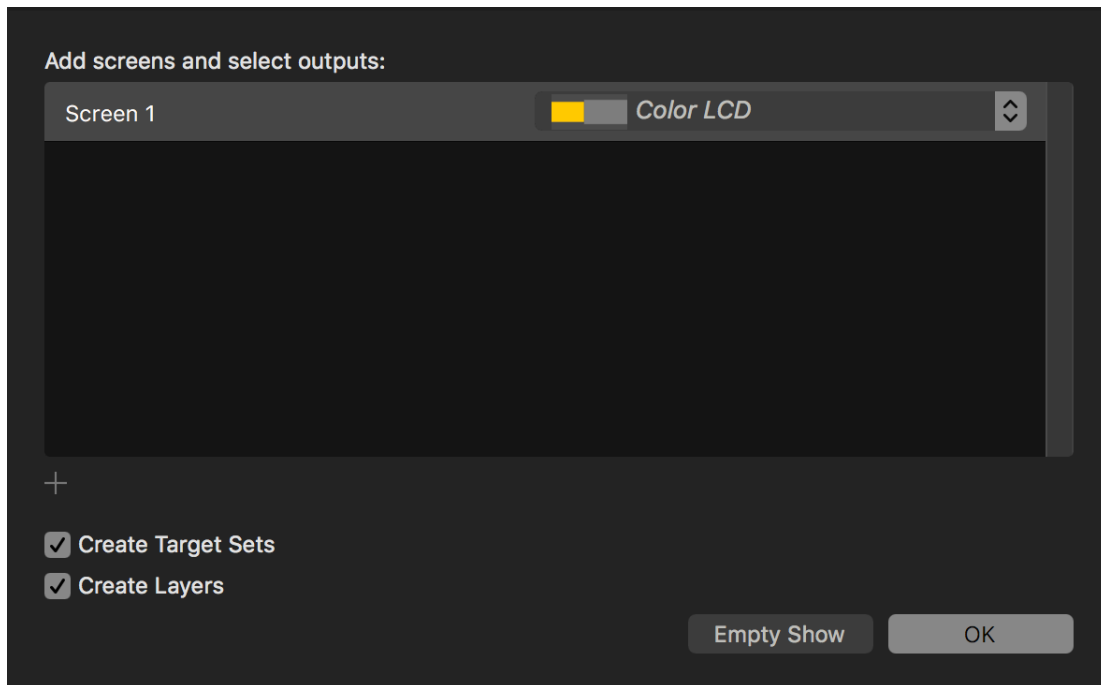 Add screens and select outputs:
Screen 1 Color LCD
Create Target Sets
Create Layers
Empty Show OK